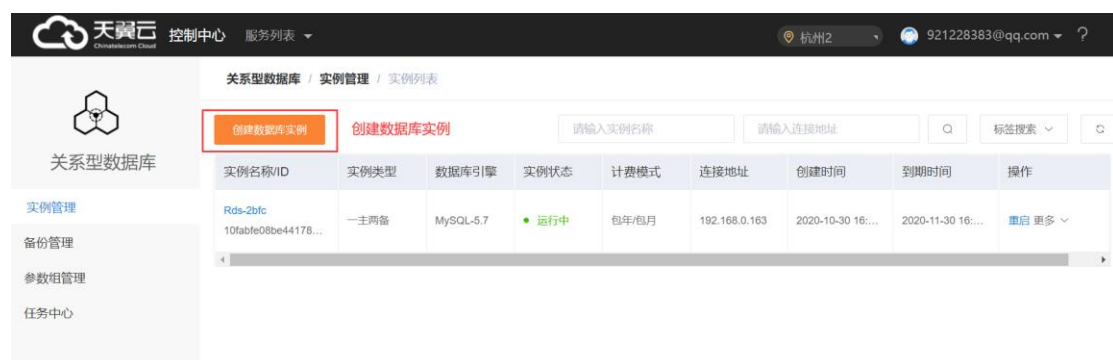 天翼云 控制中心 服务列表 杭州2 921228383@qq.com ?
Chinatelecom Cloud
关系型数据库 / 实例管理 / 实例列表
创建数据库实例 创建数据库实例 请输入实例名称 请输入连接地址 标签搜索
关系型数据库
实例名称/ID 实例类型 数据库引擎 实例状态 计费模式 连接地址 创建时间 到期时间 操作
实例管理
Rds-2bfc
10fabfe08be44178... 一主两备 MySQL-5.7 运行中 包年/包月 192.168.0.163 2020-10-30 16:... 2020-11-30 16:... 重启 更多
备份管理
参数组管理
任务中心